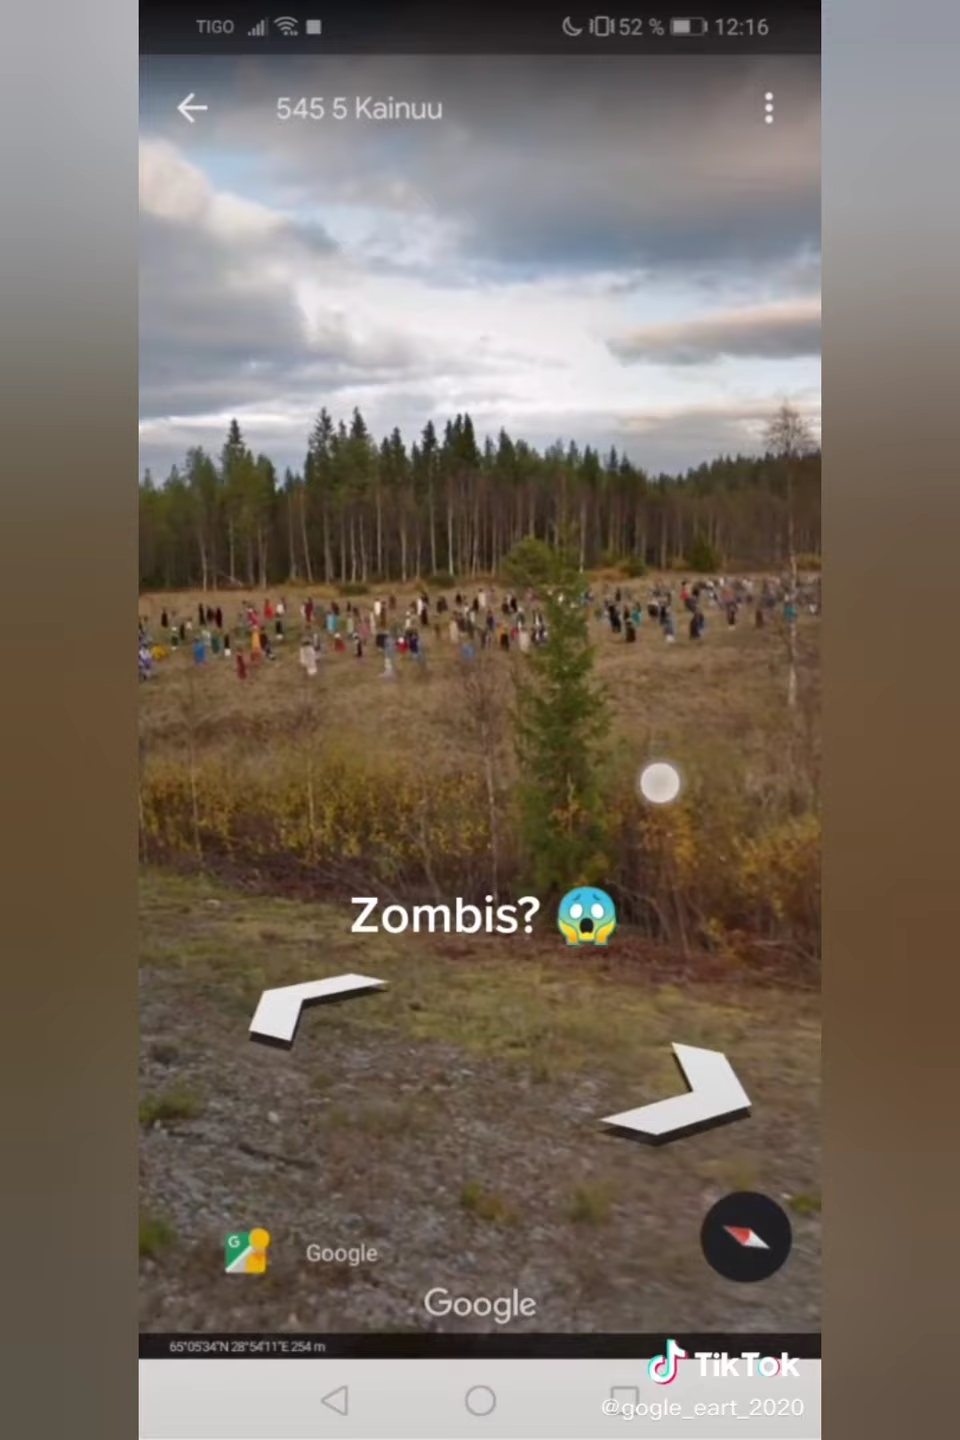 TIGO 52 % 12:16
545 5 Kainuu
Zombis? 😱
G Google
Google
65°05'34"N 28°54'11"E 254 m
TikTok
@gogle_eart_2020